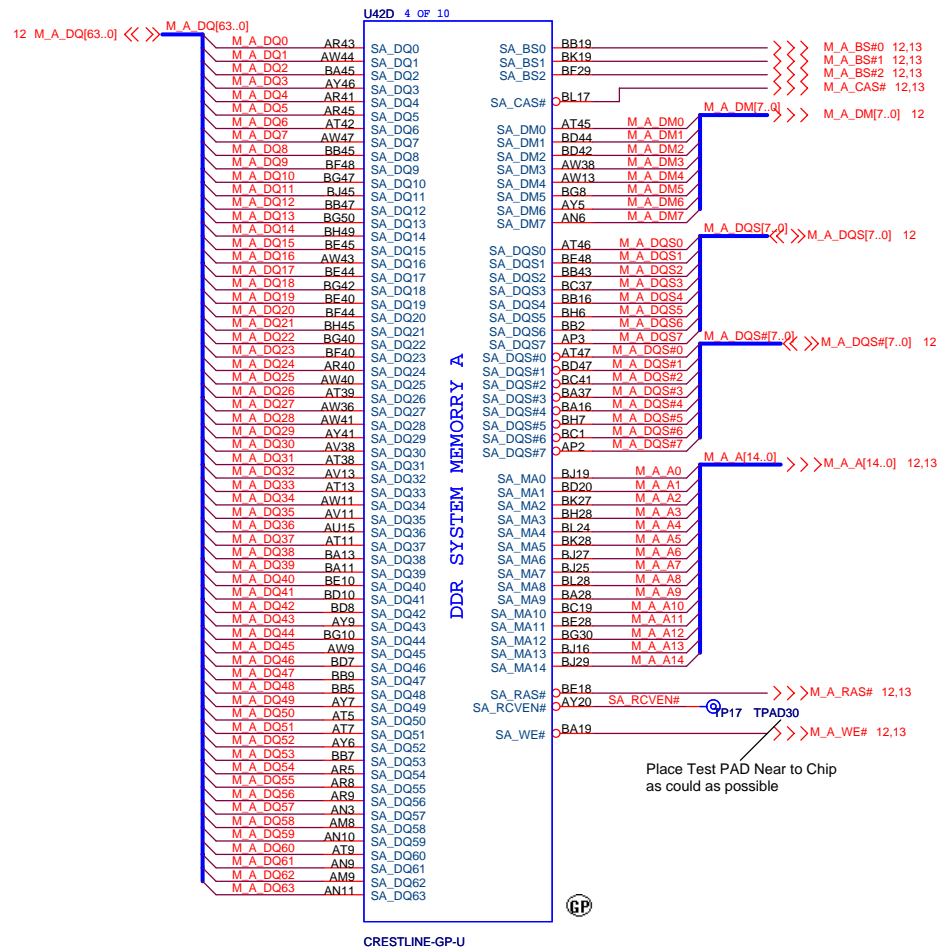 U42D 4 OF 10
12 M_A_DQ[63..0]
M_A_DQ[63..0]
M_A_DQ0 AR43 SA_DQ0
M_A_DQ1 AW44 SA_DQ1
M_A_DQ2 BA45 SA_DQ2
M_A_DQ3 AY46 SA_DQ3
M_A_DQ4 AR41 SA_DQ4
M_A_DQ5 AR45 SA_DQ5
M_A_DQ6 AT42 SA_DQ6
M_A_DQ7 AW47 SA_DQ7
M_A_DQ8 BB45 SA_DQ8
M_A_DQ9 BF48 SA_DQ9
M_A_DQ10 BG47 SA_DQ10
M_A_DQ11 BJ45 SA_DQ11
M_A_DQ12 BB47 SA_DQ12
M_A_DQ13 BG50 SA_DQ13
M_A_DQ14 BH49 SA_DQ14
M_A_DQ15 BE45 SA_DQ15
M_A_DQ16 AW43 SA_DQ16
M_A_DQ17 BE44 SA_DQ17
M_A_DQ18 BG42 SA_DQ18
M_A_DQ19 BE40 SA_DQ19
M_A_DQ20 BF44 SA_DQ20
M_A_DQ21 BH45 SA_DQ21
M_A_DQ22 BG40 SA_DQ22
M_A_DQ23 BF40 SA_DQ23
M_A_DQ24 AR40 SA_DQ24
M_A_DQ25 AW40 SA_DQ25
M_A_DQ26 AT39 SA_DQ26
M_A_DQ27 AW36 SA_DQ27
M_A_DQ28 AW41 SA_DQ28
M_A_DQ29 AY41 SA_DQ29
M_A_DQ30 AV38 SA_DQ30
M_A_DQ31 AT38 SA_DQ31
M_A_DQ32 AV13 SA_DQ32
M_A_DQ33 AT13 SA_DQ33
M_A_DQ34 AW11 SA_DQ34
M_A_DQ35 AV11 SA_DQ35
M_A_DQ36 AU15 SA_DQ36
M_A_DQ37 AT11 SA_DQ37
M_A_DQ38 BA13 SA_DQ38
M_A_DQ39 BA11 SA_DQ39
M_A_DQ40 BE10 SA_DQ40
M_A_DQ41 BD10 SA_DQ41
M_A_DQ42 BD8 SA_DQ42
M_A_DQ43 AY9 SA_DQ43
M_A_DQ44 BG10 SA_DQ44
M_A_DQ45 AW9 SA_DQ45
M_A_DQ46 BD7 SA_DQ46
M_A_DQ47 BB9 SA_DQ47
M_A_DQ48 BB5 SA_DQ48
M_A_DQ49 AY7 SA_DQ49
M_A_DQ50 AT5 SA_DQ50
M_A_DQ51 AT7 SA_DQ51
M_A_DQ52 AY6 SA_DQ52
M_A_DQ53 BB7 SA_DQ53
M_A_DQ54 AR5 SA_DQ54
M_A_DQ55 AR8 SA_DQ55
M_A_DQ56 AR9 SA_DQ56
M_A_DQ57 AN3 SA_DQ57
M_A_DQ58 AM8 SA_DQ58
M_A_DQ59 AN10 SA_DQ59
M_A_DQ60 AT9 SA_DQ60
M_A_DQ61 AN9 SA_DQ61
M_A_DQ62 AM9 SA_DQ62
M_A_DQ63 AN11 SA_DQ63
DDR SYSTEM MEMORRY A
SA_BS0 BB19 M_A_BS#0 12,13
SA_BS1 BK19 M_A_BS#1 12,13
SA_BS2 BF29 M_A_BS#2 12,13
SA_CAS# BL17 M_A_CAS# 12,13
M_A_DM[7..0] M_A_DM[7..0] 12
SA_DM0 AT45 M_A_DM0
SA_DM1 BD44 M_A_DM1
SA_DM2 BD42 M_A_DM2
SA_DM3 AW38 M_A_DM3
SA_DM4 AW13 M_A_DM4
SA_DM5 BG8 M_A_DM5
SA_DM6 AY5 M_A_DM6
SA_DM7 AN6 M_A_DM7
M_A_DQS[7..0] M_A_DQS[7..0] 12
SA_DQS0 AT46 M_A_DQS0
SA_DQS1 BE48 M_A_DQS1
SA_DQS2 BB43 M_A_DQS2
SA_DQS3 BC37 M_A_DQS3
SA_DQS4 BB16 M_A_DQS4
SA_DQS5 BH6 M_A_DQS5
SA_DQS6 BB2 M_A_DQS6
SA_DQS7 AP3 M_A_DQS7
M_A_DQS#[7..0] M_A_DQS#[7..0] 12
SA_DQS#0 AT47 M_A_DQS#0
SA_DQS#1 BD47 M_A_DQS#1
SA_DQS#2 BC41 M_A_DQS#2
SA_DQS#3 BA37 M_A_DQS#3
SA_DQS#4 BA16 M_A_DQS#4
SA_DQS#5 BH7 M_A_DQS#5
SA_DQS#6 BC1 M_A_DQS#6
SA_DQS#7 AP2 M_A_DQS#7
M_A_A[14..0] M_A_A[14..0] 12,13
SA_MA0 BJ19 M_A_A0
SA_MA1 BD20 M_A_A1
SA_MA2 BK27 M_A_A2
SA_MA3 BH28 M_A_A3
SA_MA4 BL24 M_A_A4
SA_MA5 BK28 M_A_A5
SA_MA6 BJ27 M_A_A6
SA_MA7 BJ25 M_A_A7
SA_MA8 BL28 M_A_A8
SA_MA9 BA28 M_A_A9
SA_MA10 BC19 M_A_A10
SA_MA11 BE28 M_A_A11
SA_MA12 BG30 M_A_A12
SA_MA13 BJ16 M_A_A13
SA_MA14 BJ29 M_A_A14
SA_RAS# BE18 M_A_RAS# 12,13
SA_RCVEN# AY20 SA_RCVEN# TP17 TPAD30
SA_WE# BA19 M_A_WE# 12,13
Place Test PAD Near to Chip
as could as possible
GP
CRESTLINE-GP-U